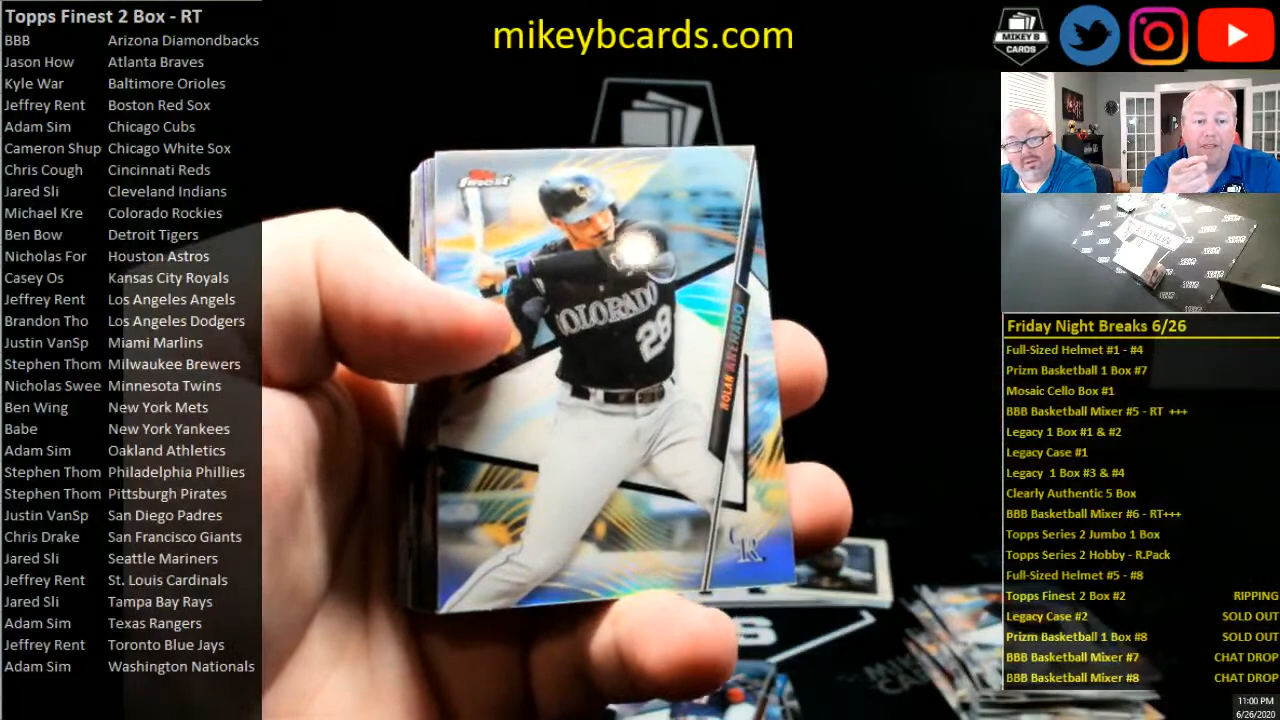 Topps Finest 2 Box - RT
BBB Arizona Diamondbacks
Jason How Atlanta Braves
Kyle War Baltimore Orioles
Jeffrey Rent Boston Red Sox
Adam Sim Chicago Cubs
Cameron Shup Chicago White Sox
Chris Cough Cincinnati Reds
Jared Sli Cleveland Indians
Michael Kre Colorado Rockies
Ben Bow Detroit Tigers
Nicholas For Houston Astros
Casey Os Kansas City Royals
Jeffrey Rent Los Angeles Angels
Brandon Tho Los Angeles Dodgers
Justin VanSp Miami Marlins
Stephen Thom Milwaukee Brewers
Nicholas Swee Minnesota Twins
Ben Wing New York Mets
Babe New York Yankees
Adam Sim Oakland Athletics
Stephen Thom Philadelphia Phillies
Stephen Thom Pittsburgh Pirates
Justin VanSp San Diego Padres
Chris Drake San Francisco Giants
Jared Sli Seattle Mariners
Jeffrey Rent St. Louis Cardinals
Jared Sli Tampa Bay Rays
Adam Sim Texas Rangers
Jeffrey Rent Toronto Blue Jays
Adam Sim Washington Nationals
mikeybcards.com
MIKEY B
CARDS
finest
COLORADO
28
NOLAN ARENADO
CR
Friday Night Breaks 6/26
Full-Sized Helmet #1 - #4
Prizm Basketball 1 Box #7
Mosaic Cello Box #1
BBB Basketball Mixer #5 - RT +++
Legacy 1 Box #1 & #2
Legacy Case #1
Legacy 1 Box #3 & #4
Clearly Authentic 5 Box
BBB Basketball Mixer #6 - RT+++
Topps Series 2 Jumbo 1 Box
Topps Series 2 Hobby - R.Pack
Full-Sized Helmet #5 - #8
Topps Finest 2 Box #2 RIPPING
Legacy Case #2 SOLD OUT
Prizm Basketball 1 Box #8 SOLD OUT
BBB Basketball Mixer #7 CHAT DROP
BBB Basketball Mixer #8 CHAT DROP
11:00 PM
6/26/2020